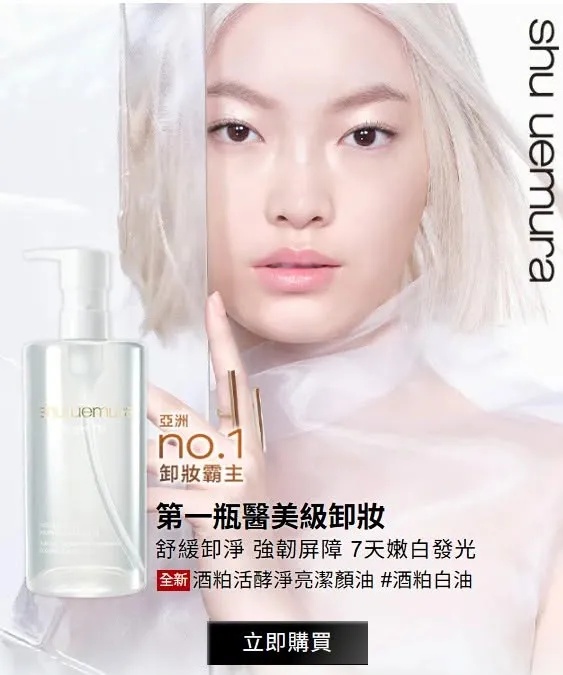 shu uemura
shu uemura
亞洲
no.1
卸妝霸主
第一瓶醫美級卸妝
舒緩卸淨 強韌屏障 7天嫩白發光
全新 酒粕活酵淨亮潔顏油 #酒粕白油
立即購買